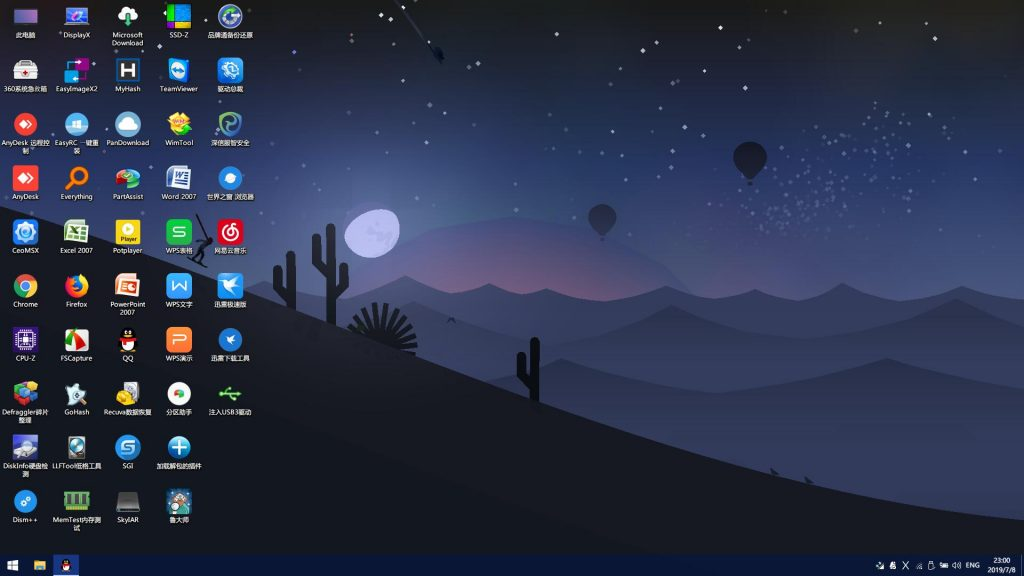 此电脑
DisplayX
Microsoft
Download
SSD-Z
品牌通备份还原
360系统急救箱
EasyImageX2
MyHash
TeamViewer
驱动总裁
AnyDesk 远程控
制
EasyRC 一键重
装
PanDownload
WimTool
深信服智安全
AnyDesk
Everything
PartAssist
Word 2007
世界之窗 浏览器
CeoMSX
Excel 2007
Player
Potplayer
WPS表格
网易云音乐
Chrome
Firefox
PowerPoint
2007
WPS文字
迅雷极速版
CPU-Z
FSCapture
QQ
WPS演示
迅雷下载工具
Defraggler碎片
整理
GoHash
Recuva数据恢复
分区助手
注入USB3驱动
DiskInfo硬盘检
测
LLFTool低格工具
SGI
加载解包的插件
Dism++
MemTest内存测
试
SkyIAR
鲁大师
ENG
23:00
2019/7/8